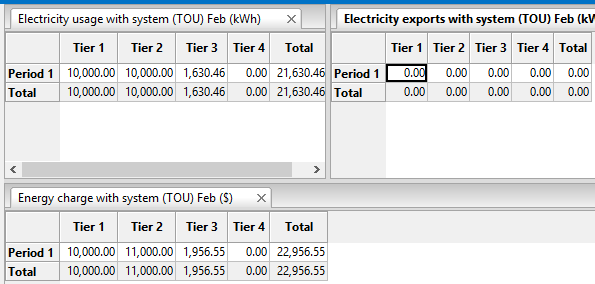 Electricity usage with system (TOU) Feb (kWh)
Tier 1 Tier 2 Tier 3 Tier 4 Total
Period 1 10,000.00 10,000.00 1,630.46 0.00 21,630.46
Total 10,000.00 10,000.00 1,630.46 0.00 21,630.46
Electricity exports with system (TOU) Feb (kW
Tier 1 Tier 2 Tier 3 Tier 4 Total
Period 1 0.00 0.00 0.00 0.00 0.00
Total 0.00 0.00 0.00 0.00 0.00
Energy charge with system (TOU) Feb ($)
Tier 1 Tier 2 Tier 3 Tier 4 Total
Period 1 10,000.00 11,000.00 1,956.55 0.00 22,956.55
Total 10,000.00 11,000.00 1,956.55 0.00 22,956.55